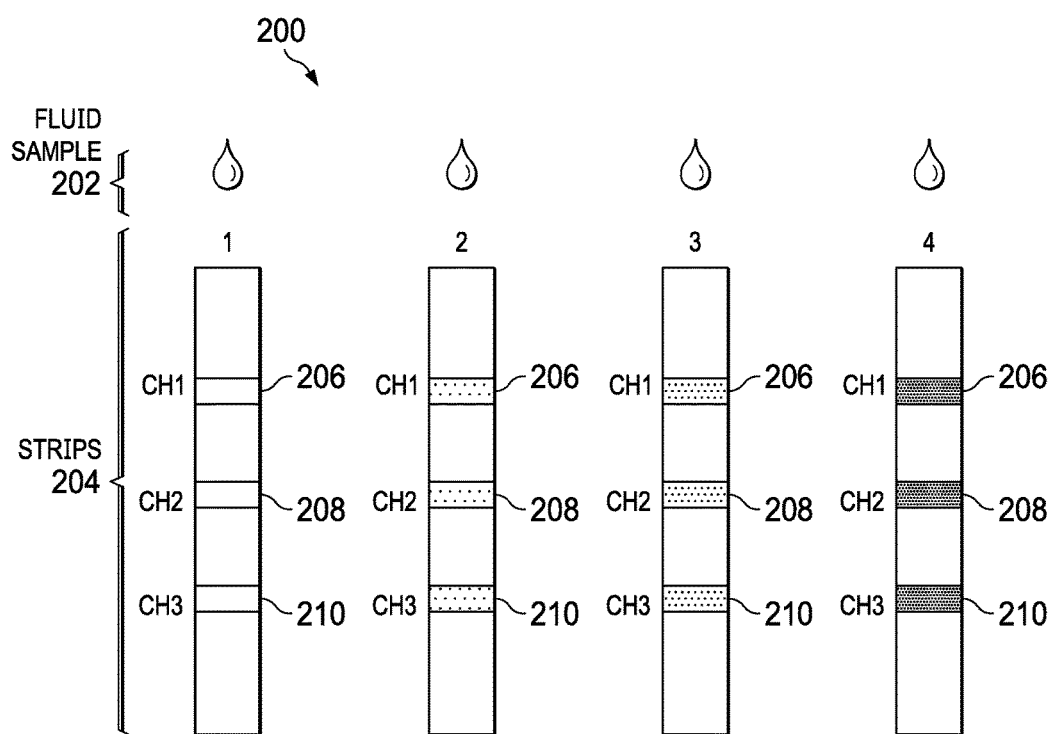 200
FLUID
SAMPLE
202
1 2 3 4
CH1 206 CH1 206 CH1 206 CH1 206
STRIPS
204
CH2 208 CH2 208 CH2 208 CH2 208
CH3 210 CH3 210 CH3 210 CH3 210